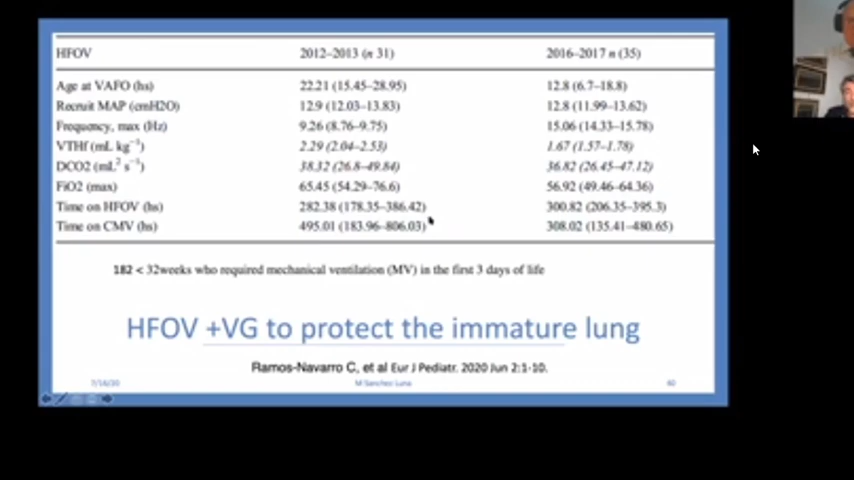 HFOV 2012–2013 (n 31) 2016–2017 n (35)
Age at VAFO (hs) 22.21 (15.45–28.95) 12.8 (6.7–18.8)
Recruit MAP (cmH2O) 12.9 (12.03–13.83) 12.8 (11.99–13.62)
Frequency, max (Hz) 9.26 (8.76–9.75) 15.06 (14.33–15.78)
VTHf (mL kg⁻¹) 2.29 (2.04–2.53) 1.67 (1.57–1.78)
DCO2 (mL² s⁻¹) 38.32 (26.8–49.84) 36.82 (26.45–47.12)
FiO2 (max) 65.45 (54.29–76.6) 56.92 (49.46–64.36)
Time on HFOV (hs) 282.38 (178.35–386.42) 300.82 (206.35–395.3)
Time on CMV (hs) 495.01 (183.96–806.03) 308.02 (135.41–480.65)
182 < 32weeks who required mechanical ventilation (MV) in the first 3 days of life
HFOV +VG to protect the immature lung
Ramos-Navarro C, et al Eur J Pediatr. 2020 Jun 2:1-10.
7/16/20 M Sanchez Luna 40